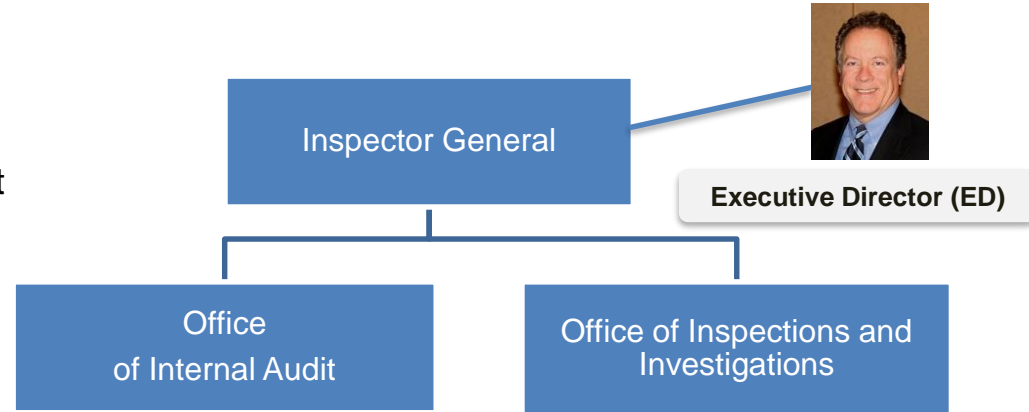 Inspector General
t
Executive Director (ED)
Office
of Internal Audit
Office of Inspections and
Investigations